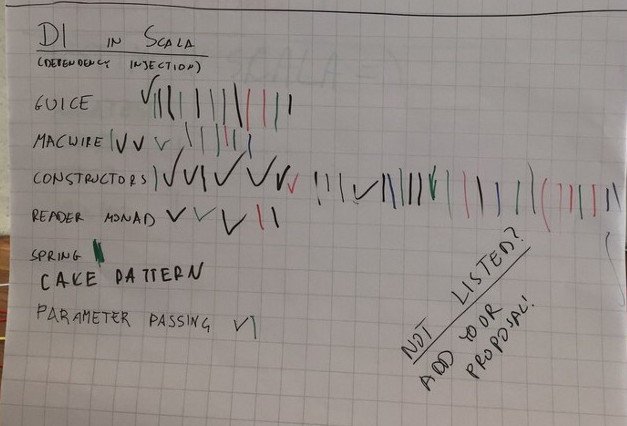 DI IN SCALA
(DEPENDENCY INJECTION)
GUICE
MACWIRE
CONSTRUCTORS
READER MONAD
SPRING
CAKE PATTERN
PARAMETER PASSING
NOT LISTED?
ADD YOUR
PROPOSAL!